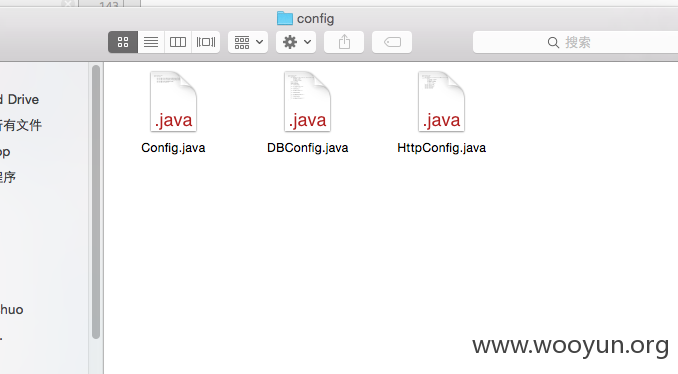 143
config
搜索
d Drive
所有文件
op
程序
huo
.java
.java
.java
Config.java
DBConfig.java
HttpConfig.java
www.wooyun.org